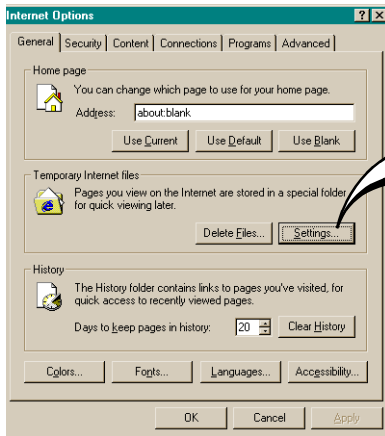 Internet Options
General Security Content Connections Programs Advanced
Home page
You can change which page to use for your home page.
Address: about:blank
Use Current Use Default Use Blank
Temporary Internet files
Pages you view on the Internet are stored in a special folder
for quick viewing later.
Delete Files... Settings...
History
The History folder contains links to pages you've visited, for
quick access to recently viewed pages.
Days to keep pages in history: 20 Clear History
Colors... Fonts... Languages... Accessibility...
OK Cancel Apply